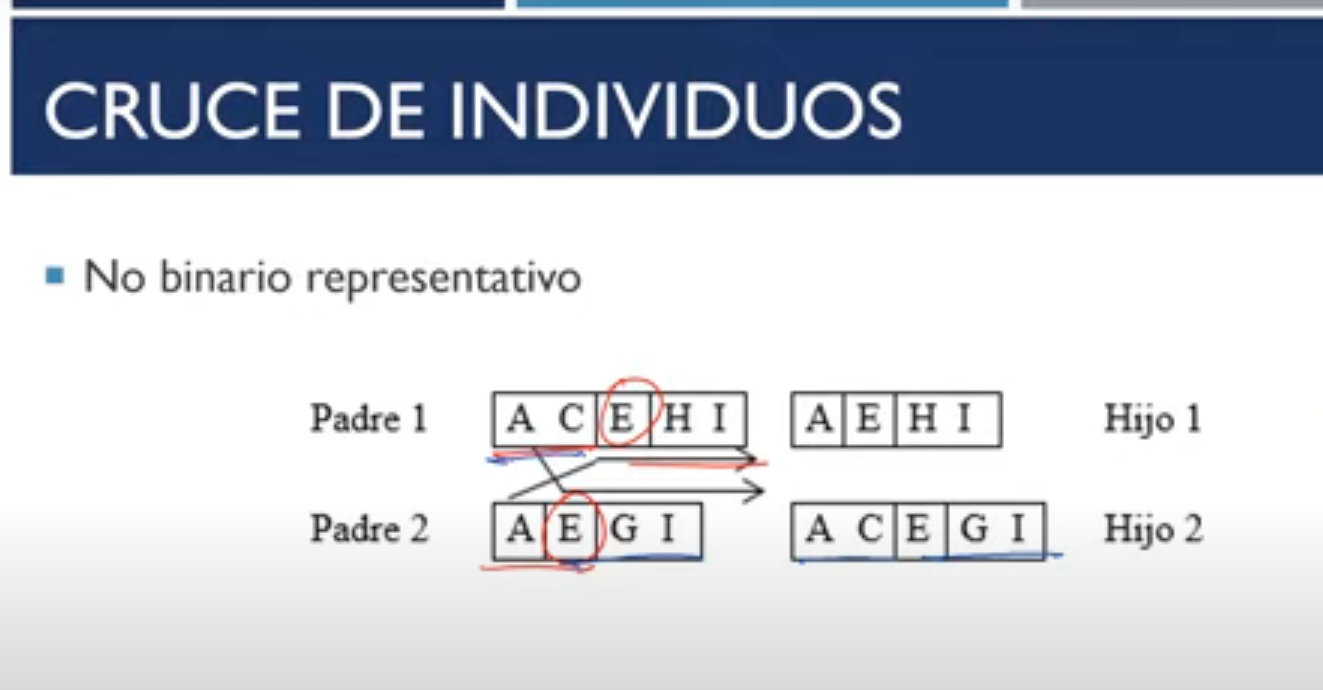 CRUCE DE INDIVIDUOS
No binario representativo
Padre 1 A C E H I A E H I Hijo 1
Padre 2 A E G I A C E G I Hijo 2